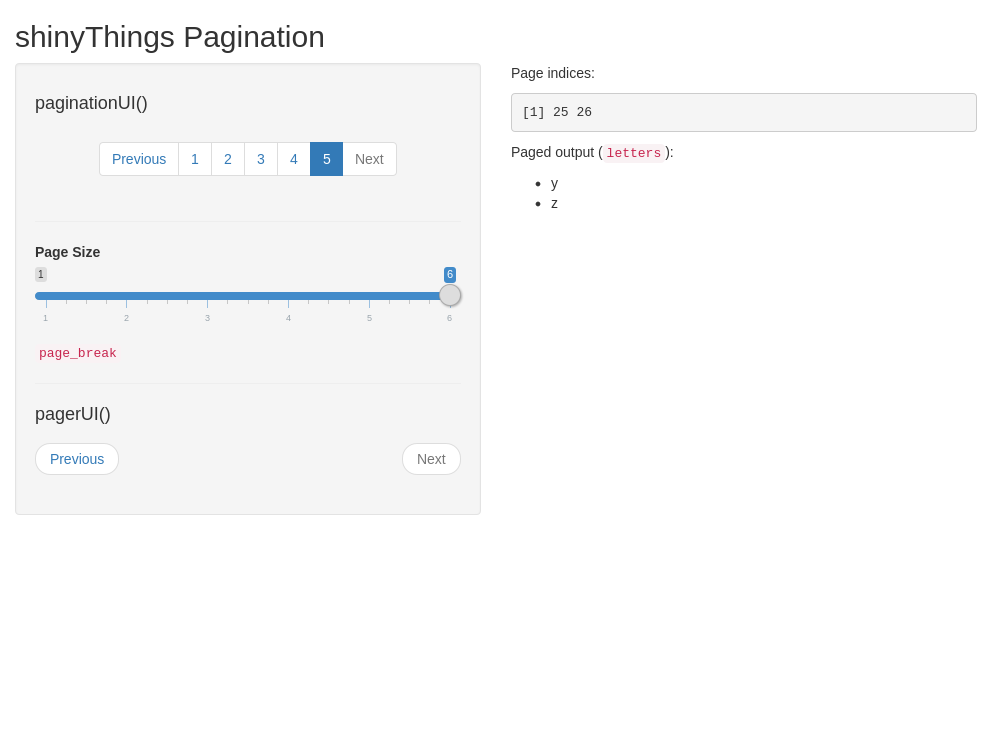 shinyThings Pagination
paginationUI()
Previous 1 2 3 4 5 Next
Page Size
1 6
1 2 3 4 5 6
page_break
pagerUI()
Previous Next
Page indices:
[1] 25 26
Paged output ( letters ):
• y
• z